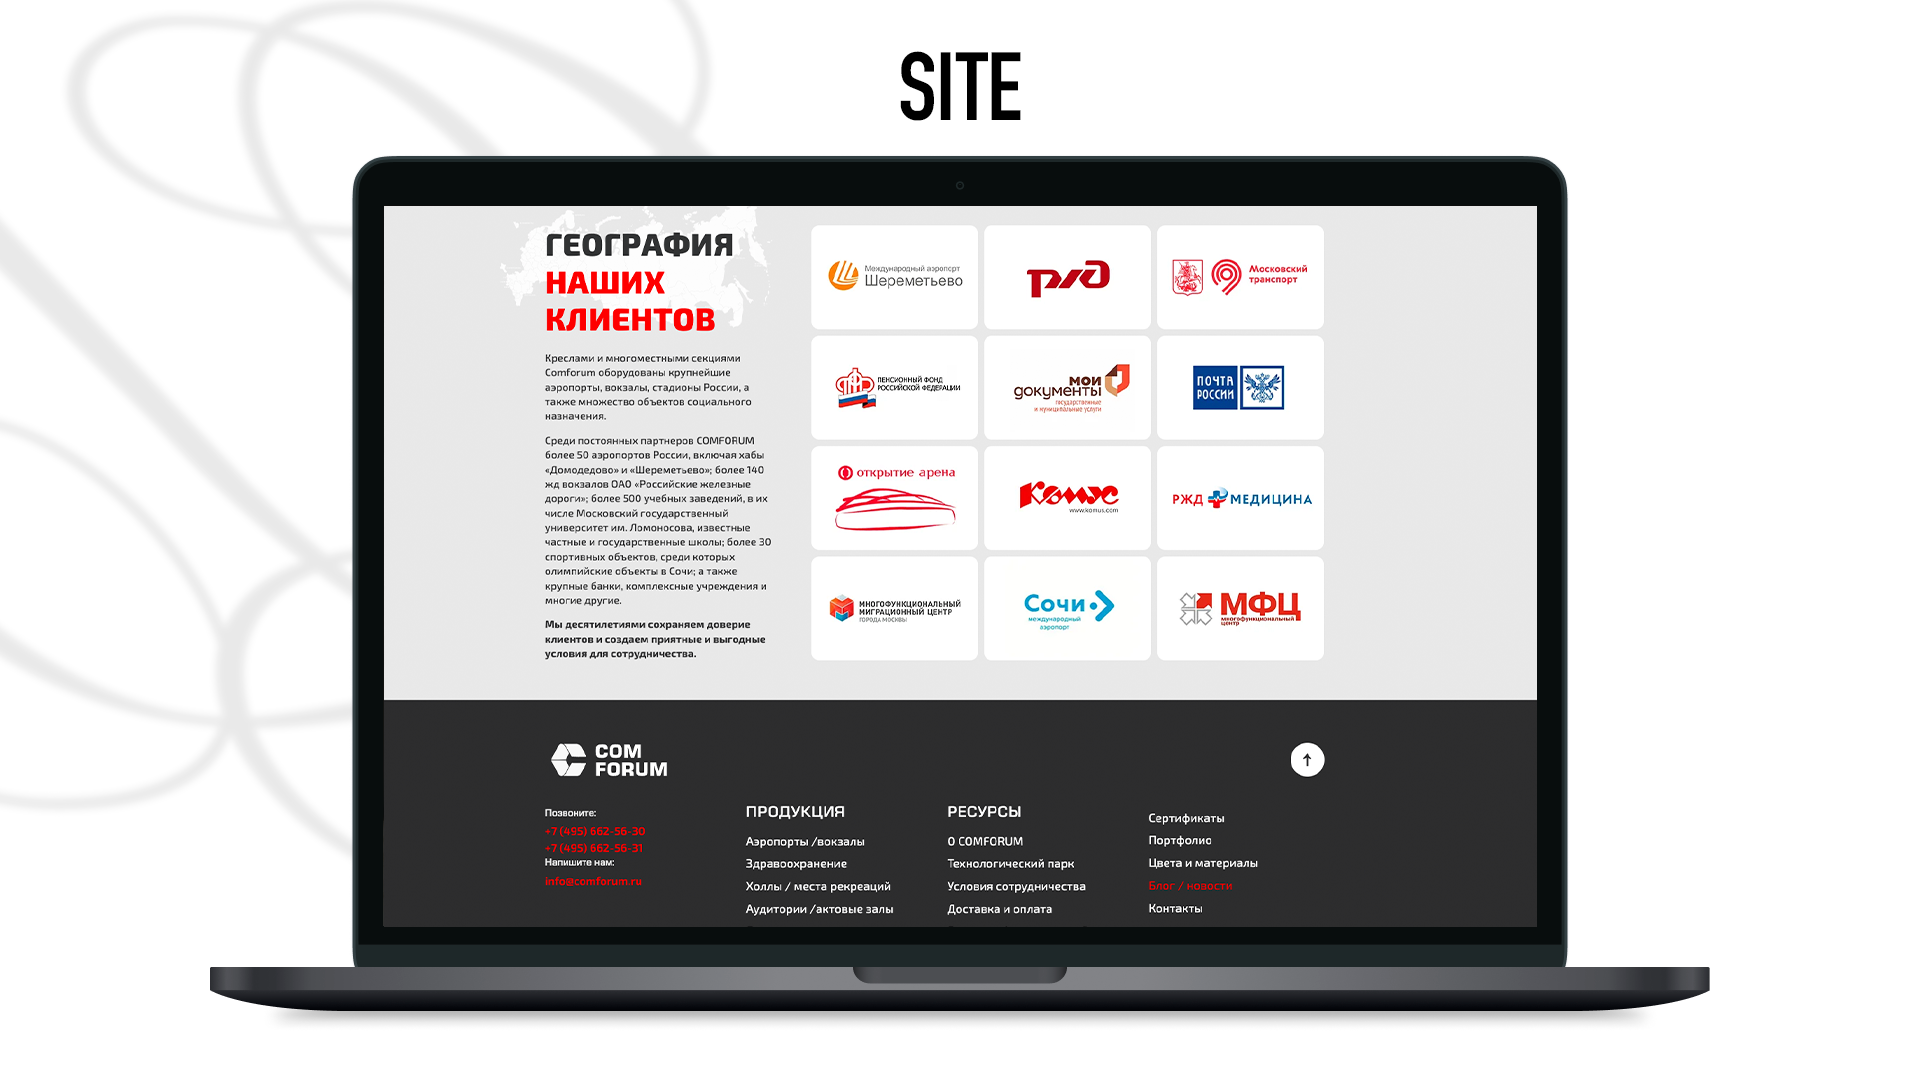 SITE
ГЕОГРАФИЯ
НАШИХ
КЛИЕНТОВ
Креслами и многоместными секциями
Comforum оборудованы крупнейшие
аэропорты, вокзалы, стадионы России, а
также множество объектов социального
назначения.
Среди постоянных партнеров COMFORUM
более 50 аэропортов России, включая хабы
«Домодедово» и «Шереметьево»; более 140
жд вокзалов ОАО «Российские железные
дороги»; более 500 учебных заведений, в их
числе Московский государственный
университет им. Ломоносова, известные
частные и государственные школы; более 30
спортивных объектов, среди которых
олимпийские объекты в Сочи; а также
крупные банки, комплексные учреждения и
многие другие.
Мы десятилетиями сохраняем доверие
клиентов и создаем приятные и выгодные
условия для сотрудничества.
Международный аэропорт
Шереметьево
РЖД
Московский
транспорт
ПЕНСИОННЫЙ ФОНД
РОССИЙСКОЙ ФЕДЕРАЦИИ
МОИ
ДОКУМЕНТЫ
государственные
и муниципальные услуги
ПОЧТА
РОССИИ
открытие арена
Комус
www.komus.com
РЖД МЕДИЦИНА
МНОГОФУНКЦИОНАЛЬНЫЙ
МИГРАЦИОННЫЙ ЦЕНТР
ГОРОДА МОСКВЫ
Сочи
международный
аэропорт
МФЦ
многофункциональный
центр
COM
FORUM
Позвоните:
+7 (495) 662-56-30
+7 (495) 662-56-31
Напишите нам:
info@comforum.ru
ПРОДУКЦИЯ
Аэропорты /вокзалы
Здравоохранение
Холлы / места рекреаций
Аудитории /актовые залы
РЕСУРСЫ
О COMFORUM
Технологический парк
Условия сотрудничества
Доставка и оплата
Сертификаты
Портфолио
Цвета и материалы
Блог / новости
Контакты